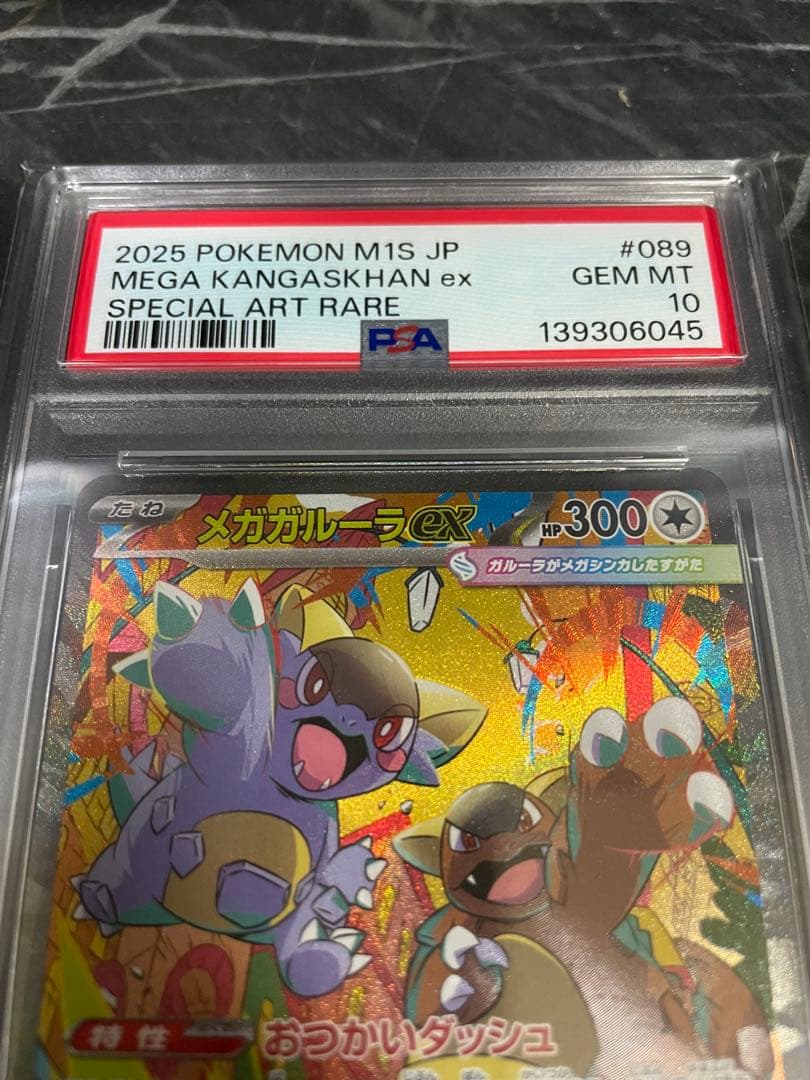 2025 POKEMON M1S JP #089
MEGA KANGASKHAN ex GEM MT
SPECIAL ART RARE 10
PSA 139306045
たね メガガルーラex HP300
ガルーラがメガシンカしたすがた
特性 おつかいダッシュ